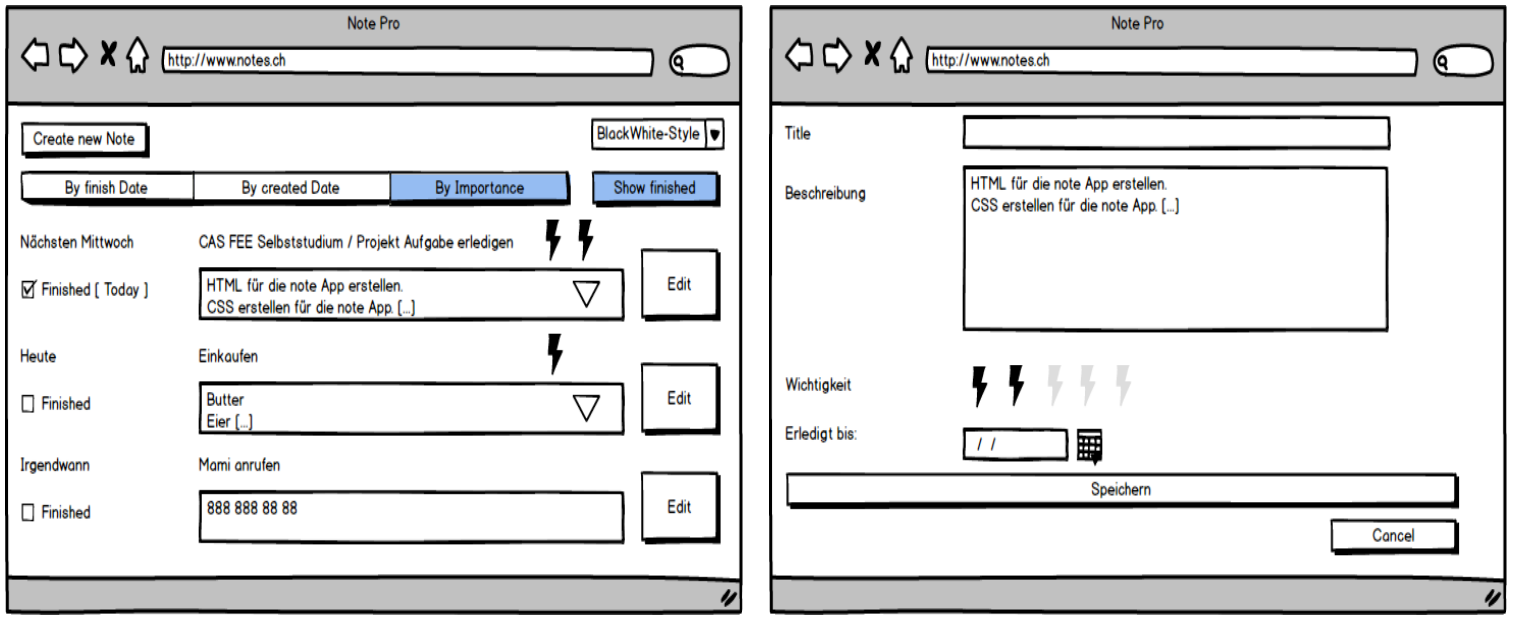 Note Pro
http://www.notes.ch
Create new Note
BlackWhite-Style
By finish Date
By created Date
By Importance
Show finished
Nächsten Mittwoch
CAS FEE Selbststudium / Projekt Aufgabe erledigen
Finished [ Today ]
HTML für die note App erstellen.
CSS erstellen für die note App. [...]
Edit
Heute
Einkaufen
Finished
Butter
Eier [...]
Edit
Irgendwann
Mami anrufen
Finished
888 888 88 88
Edit
Note Pro
http://www.notes.ch
Title
Beschreibung
HTML für die note App erstellen.
CSS erstellen für die note App. [...]
Wichtigkeit
Erledigt bis:
/ /
Speichern
Cancel